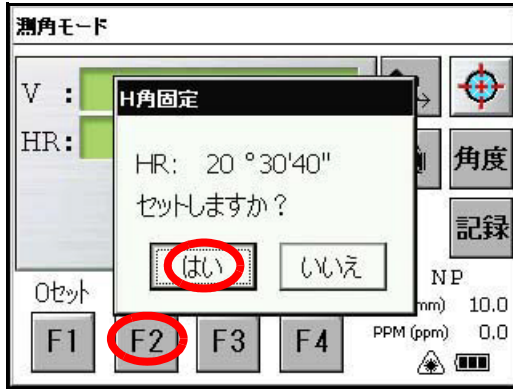 測角モード
V :
H角固定
HR:
角度
HR: 20 °30'40"
セットしますか？
記録
はい
いいえ
0セット
NP
mm) 10.0
F1
F2
F3
F4
PPM (ppm) 0.0